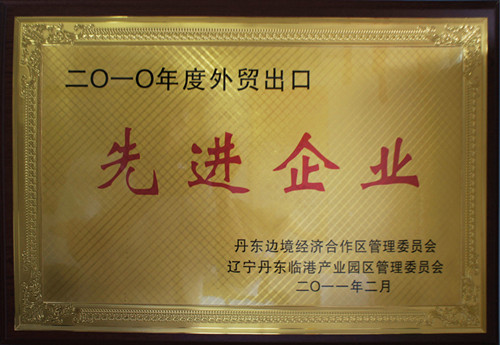 二〇一〇年度外贸出口
先进企业
丹东边境经济合作区管理委员会
辽宁丹东临港产业园区管理委员会
二〇一一年二月